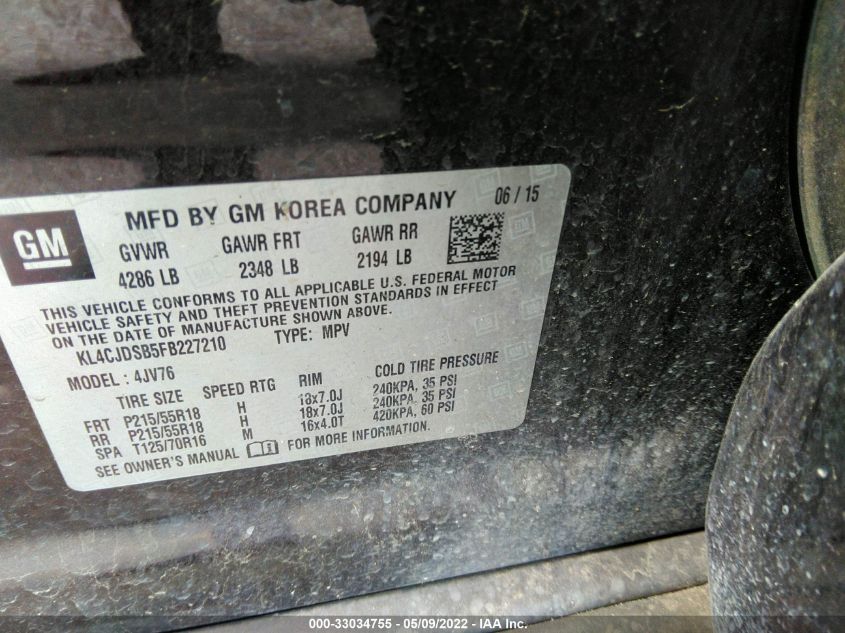 GM
MFD BY GM KOREA COMPANY 06 / 15
GVWR GAWR FRT GAWR RR
4286 LB 2348 LB 2194 LB
THIS VEHICLE CONFORMS TO ALL APPLICABLE U.S. FEDERAL MOTOR
VEHICLE SAFETY AND THEFT PREVENTION STANDARDS IN EFFECT
ON THE DATE OF MANUFACTURE SHOWN ABOVE.
KL4CJDSB5FB227210 TYPE: MPV
MODEL: 4JV76
TIRE SIZE SPEED RTG RIM COLD TIRE PRESSURE
FRT P215/55R18 H 18x7.0J 240KPA, 35 PSI
RR P215/55R18 H 18x7.0J 240KPA, 35 PSI
SPA T125/70R16 M 16x4.0T 420KPA, 60 PSI
SEE OWNER'S MANUAL FOR MORE INFORMATION.
000-33034755 - 05/09/2022 - IAA Inc.